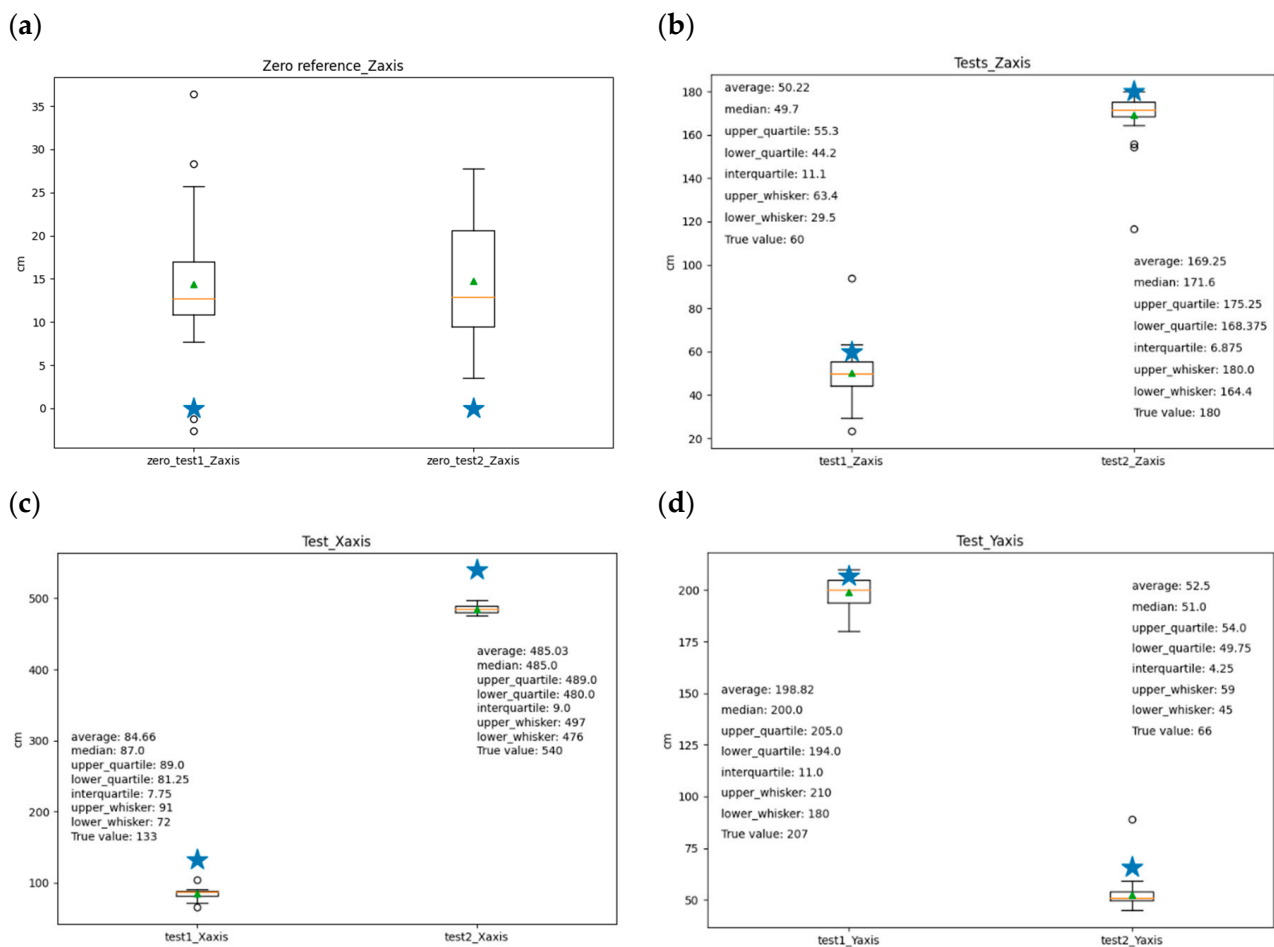 (a)
Zero reference_Zaxis
35
30
25
20
15
10
5
0
cm
zero_test1_Zaxis
zero_test2_Zaxis
(b)
Tests_Zaxis
180
160
140
120
100
80
60
40
20
cm
average: 50.22
median: 49.7
upper_quartile: 55.3
lower_quartile: 44.2
interquartile: 11.1
upper_whisker: 63.4
lower_whisker: 29.5
True value: 60
average: 169.25
median: 171.6
upper_quartile: 175.25
lower_quartile: 168.375
interquartile: 6.875
upper_whisker: 180.0
lower_whisker: 164.4
True value: 180
test1_Zaxis
test2_Zaxis
(c)
Test_Xaxis
500
400
300
200
100
cm
average: 485.03
median: 485.0
upper_quartile: 489.0
lower_quartile: 480.0
interquartile: 9.0
upper_whisker: 497
lower_whisker: 476
True value: 540
average: 84.66
median: 87.0
upper_quartile: 89.0
lower_quartile: 81.25
interquartile: 7.75
upper_whisker: 91
lower_whisker: 72
True value: 133
test1_Xaxis
test2_Xaxis
(d)
Test_Yaxis
200
175
150
125
100
75
50
cm
average: 52.5
median: 51.0
upper_quartile: 54.0
lower_quartile: 49.75
interquartile: 4.25
upper_whisker: 59
lower_whisker: 45
True value: 66
average: 198.82
median: 200.0
upper_quartile: 205.0
lower_quartile: 194.0
interquartile: 11.0
upper_whisker: 210
lower_whisker: 180
True value: 207
test1_Yaxis
test2_Yaxis